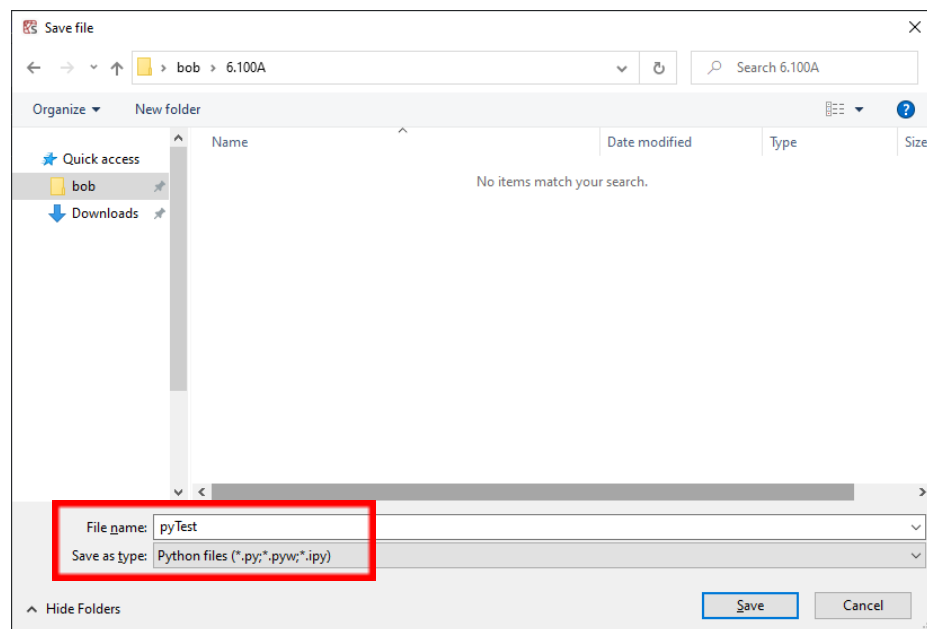 Save file
bob > 6.100A
Search 6.100A
Organize
New folder
?
Name
Date modified
Type
Size
Quick access
bob
Downloads
No items match your search.
File name: pyTest
Save as type: Python files (*.py;*.pyw;*.ipy)
Hide Folders
Save
Cancel